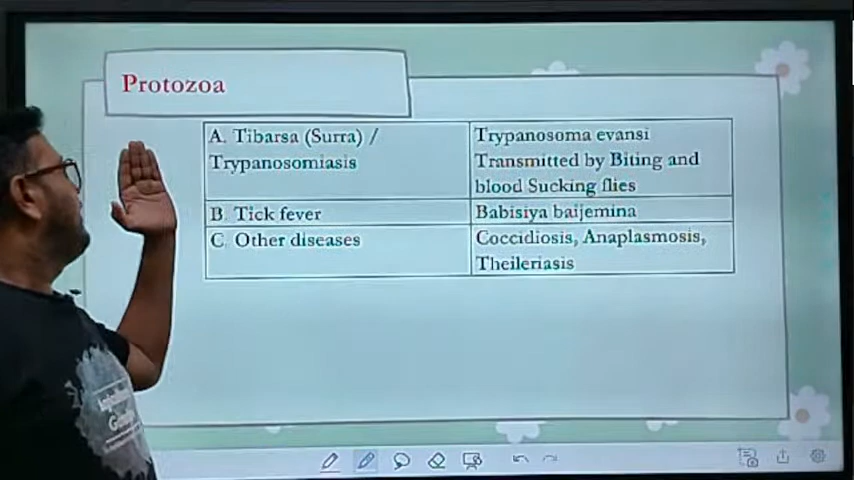 Protozoa
A. Tibarsa (Surra) /
Trypanosomiasis
Trypanosoma evansi
Transmitted by Biting and
blood Sucking flies
B. Tick fever
Babisiya baijemina
C. Other diseases
Coccidiosis, Anaplasmosis,
Theileriasis